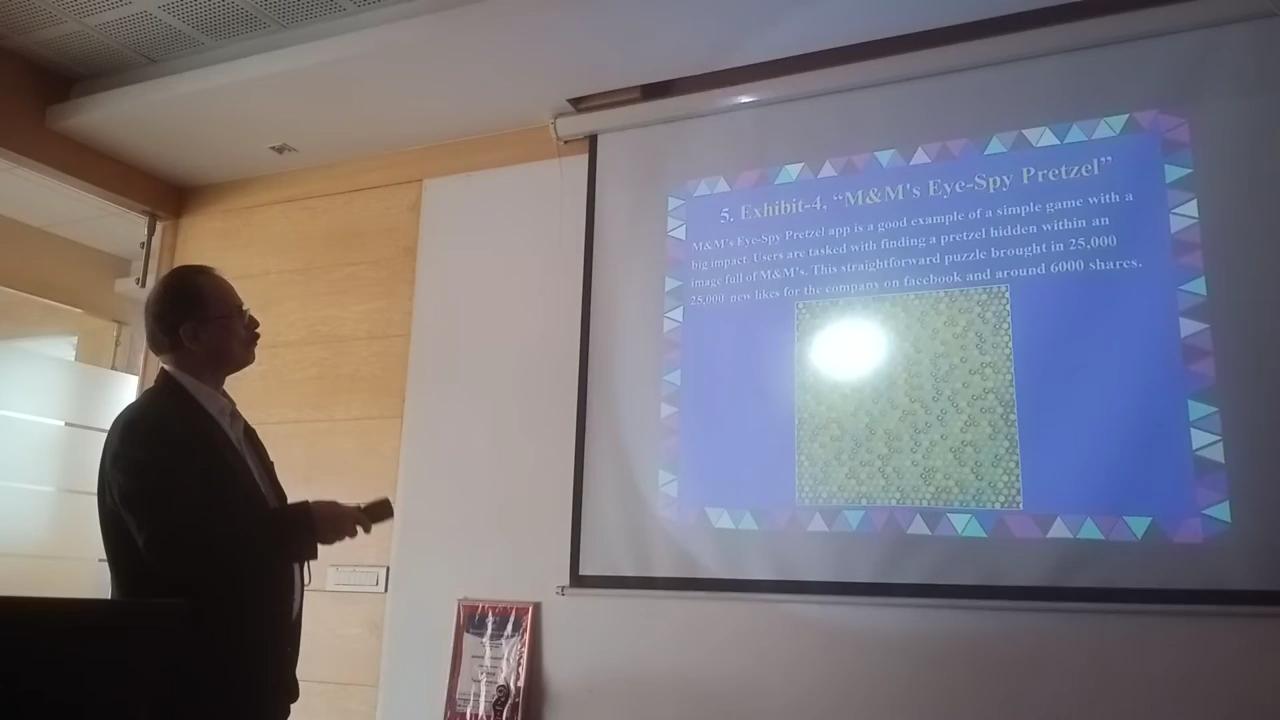 5. Exhibit-4, “M&M's Eye-Spy Pretzel”
M&M's Eye-Spy Pretzel app is a good example of a simple game with a
big impact. Users are tasked with finding a pretzel hidden within an
image full of M&M's. This straightforward puzzle brought in 25,000
25,000 new likes for the company on facebook and around 6000 shares.